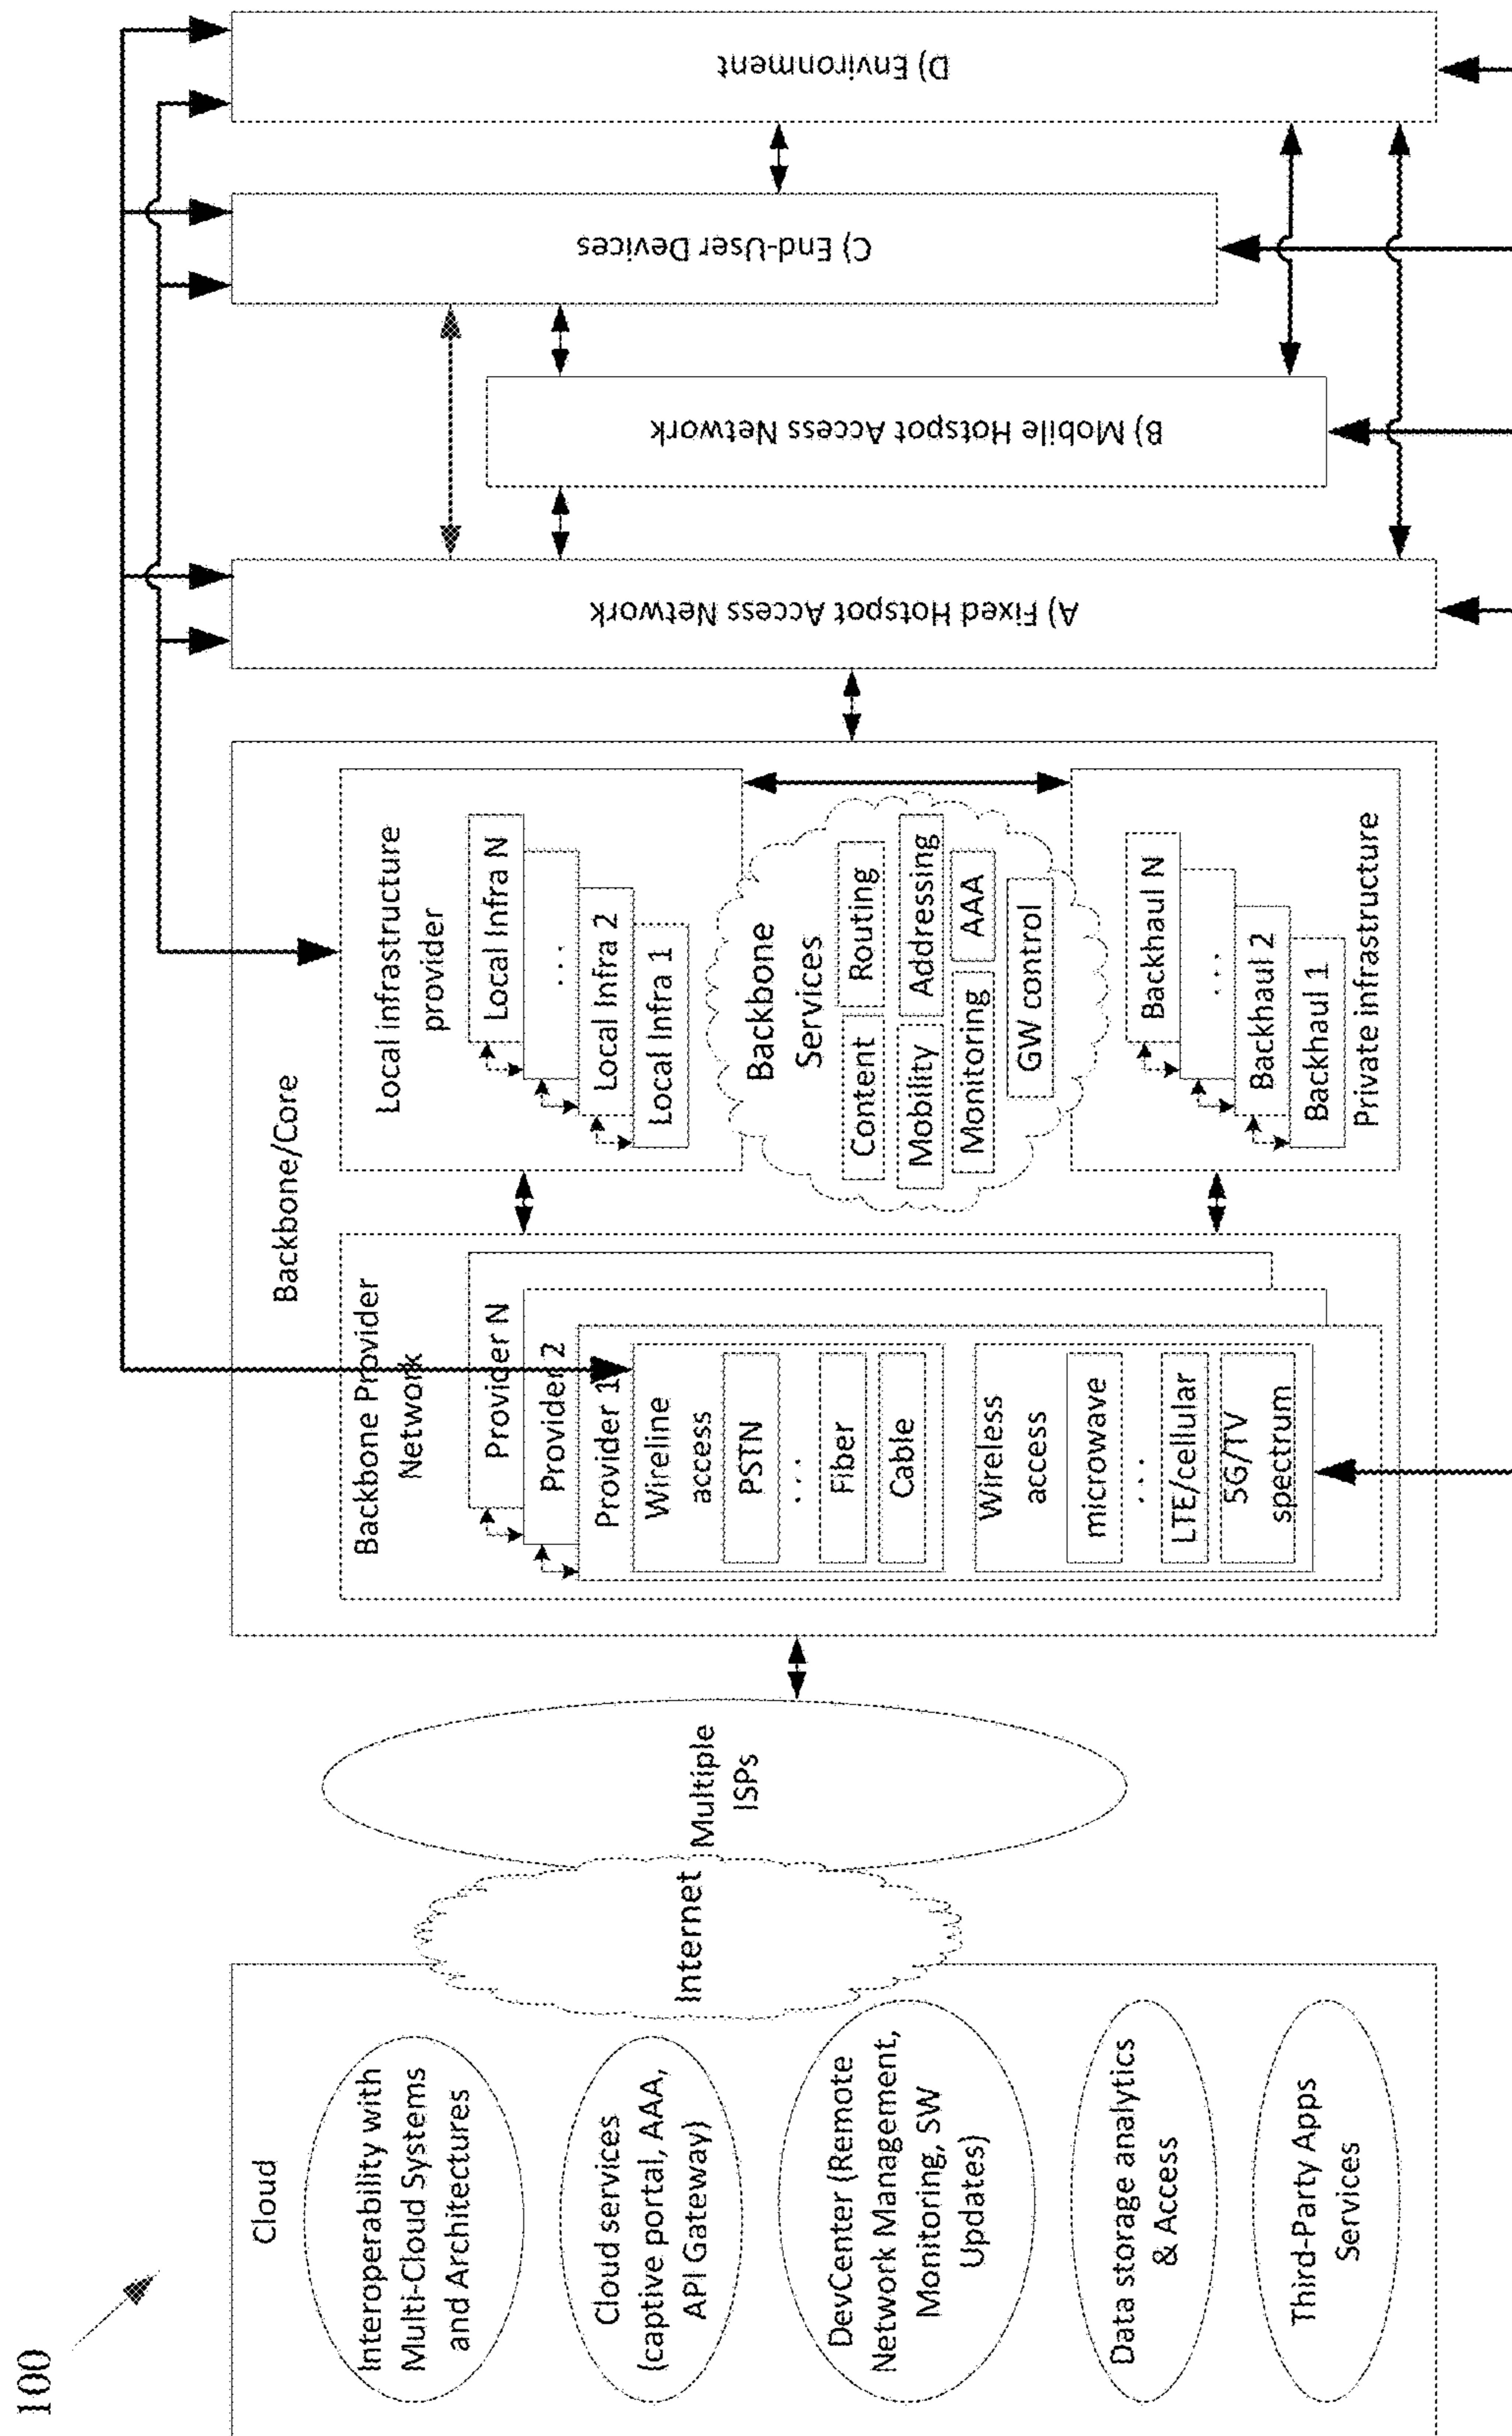 100
Cloud
Interoperability with
Multi-Cloud Systems
and Architectures
Cloud services
(captive portal, AAA,
API Gateway)
DevCenter (Remote
Network Management,
Monitoring, SW
Updates)
Data storage analytics
& Access
Third-Party Apps
Services
Internet
Multiple
ISPs
Backbone/Core
Backbone Provider
Network
Provider N
Provider 2
Provider 1
Wireline
access
PSTN
...
Fiber
Cable
Wireless
access
microwave
...
LTE/cellular
5G/TV
spectrum
Local infrastructure
provider
Local Infra N
...
Local Infra 2
Local Infra 1
Backbone
Services
Content
Routing
Mobility
Addressing
Monitoring
AAA
GW control
Backhaul N
...
Backhaul 2
Backhaul 1
Private infrastructure
A) Fixed Hotspot Access Network
B) Mobile Hotspot Access Network
C) End-User Devices
D) Environment